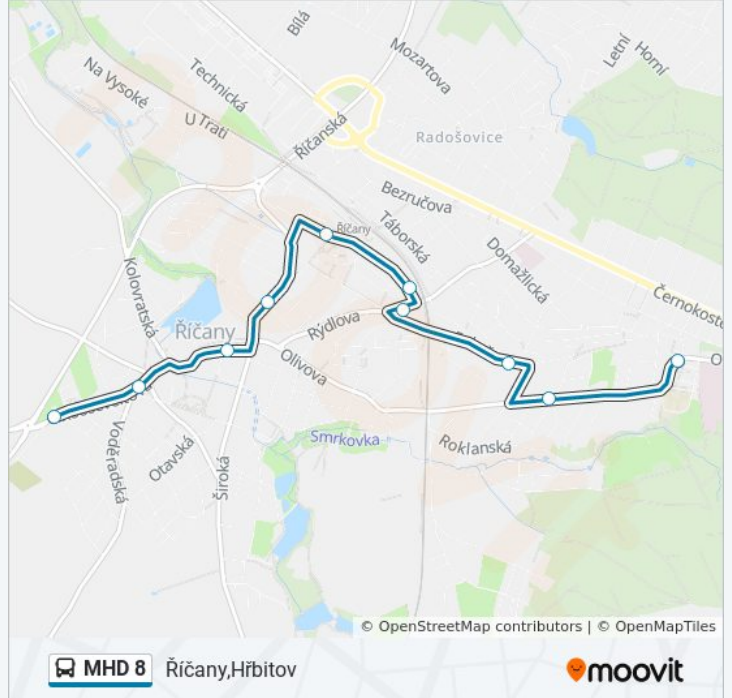 Bílá
Mozartova
Letní
Horní
Na Vysoké
Technická
U Trati
Říčanská
Radošovice
Bezručova
Táborská
Říčany
Domažlická
Kolovratská
Černokoste
Říčany
Rýdlova
O
Olivova
Voděradská
Otavská
Široká
Smrkovka
Roklanská
© OpenStreetMap contributors | © OpenMapTiles
MHD 8 Říčany,Hřbitov moovit